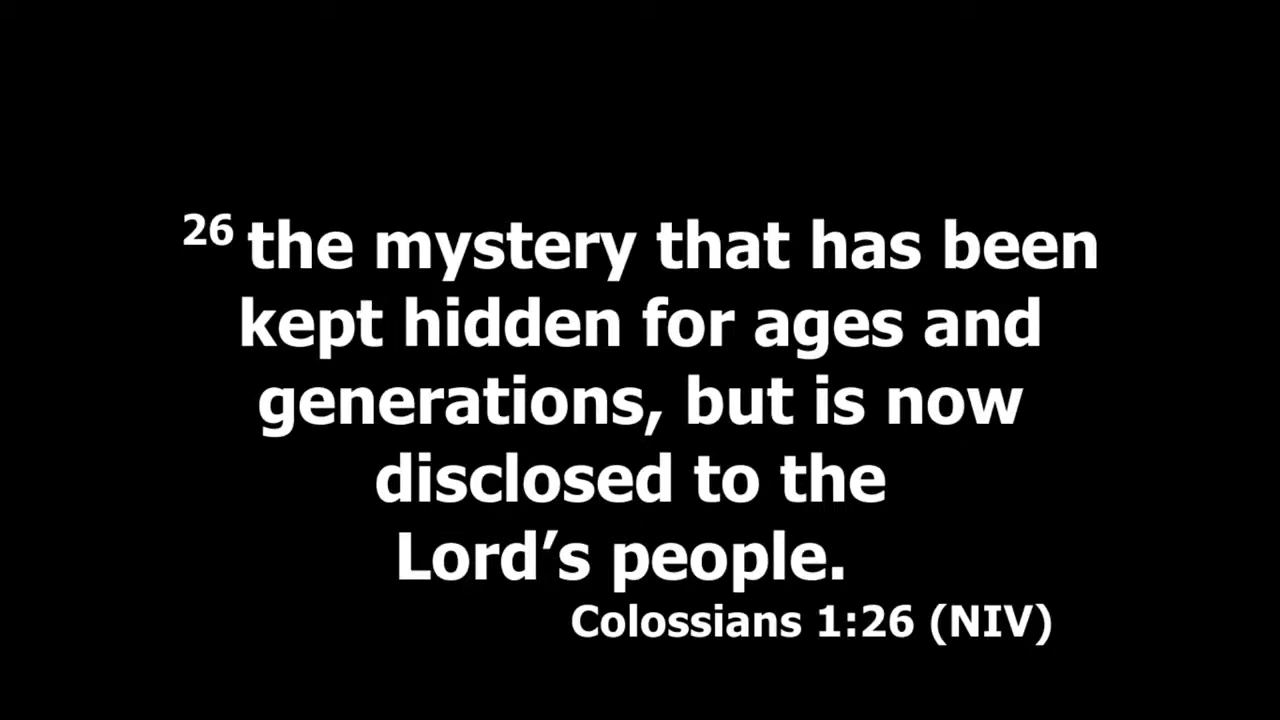 26 the mystery that has been
kept hidden for ages and
generations, but is now
disclosed to the
Lord’s people.
Colossians 1:26 (NIV)